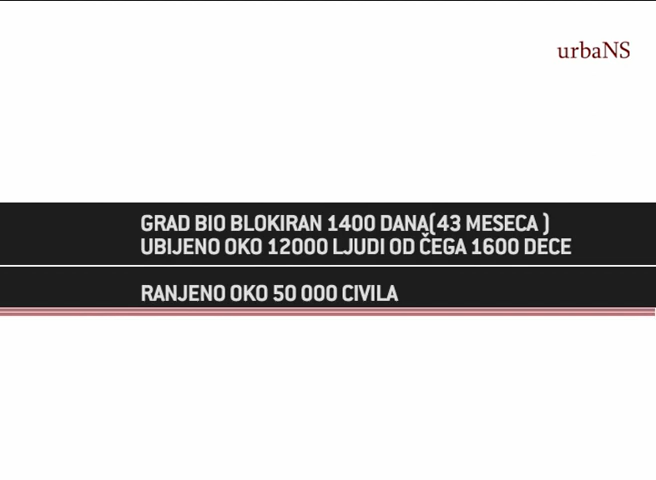 urbaNS
GRAD BIO BLOKIRAN 1400 DANA(43 MESECA )
UBIJENO OKO 12000 LJUDI OD ČEGA 1600 DECE
RANJENO OKO 50 000 CIVILA